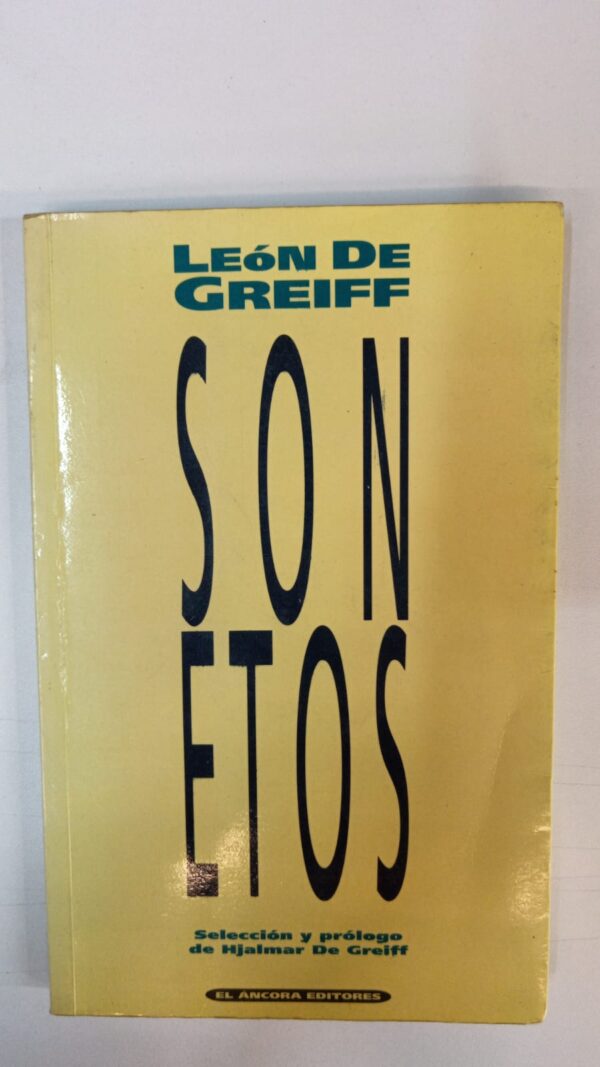 LEÓN DE
GREIFF
SON
ETOS
Selección y prólogo
de Hjalmar De Greiff
EL ÁNCORA EDITORES